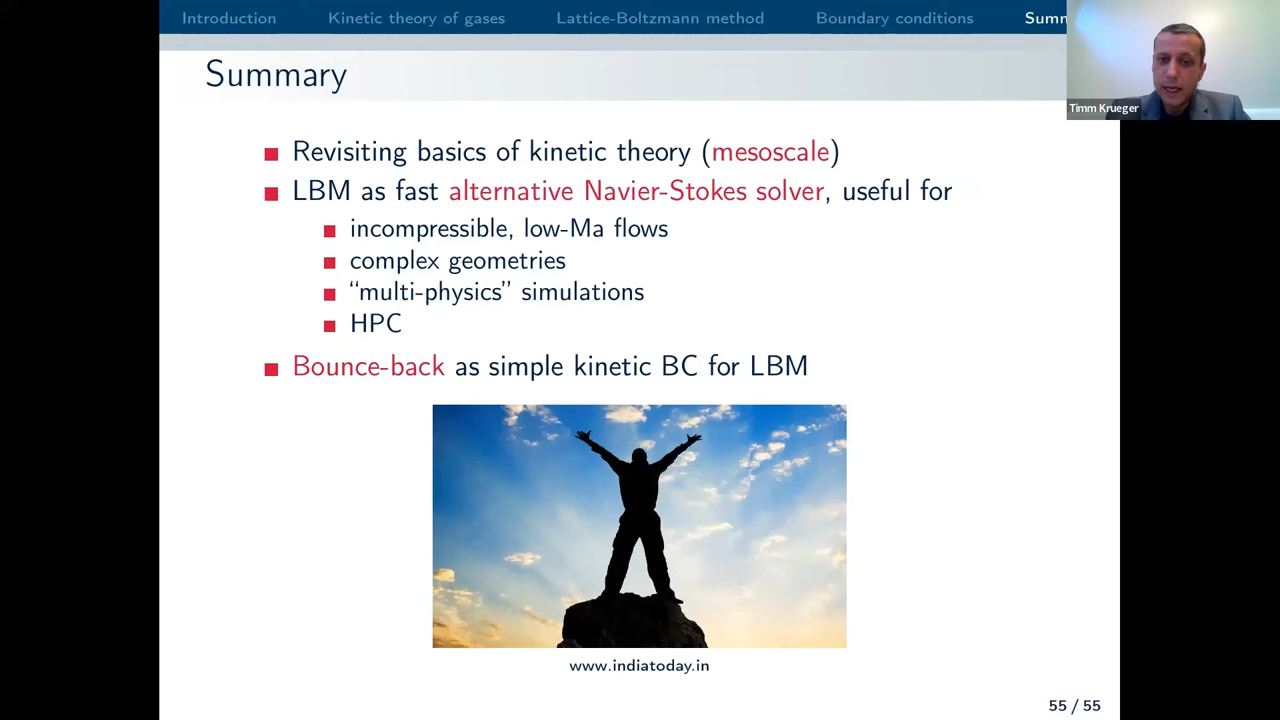 Introduction Kinetic theory of gases Lattice-Boltzmann method Boundary conditions
Timm Krueger
Summary
Revisiting basics of kinetic theory (mesoscale)
LBM as fast alternative Navier-Stokes solver, useful for
incompressible, low-Ma flows
complex geometries
“multi-physics” simulations
HPC
Bounce-back as simple kinetic BC for LBM
www.indiatoday.in
55 / 55